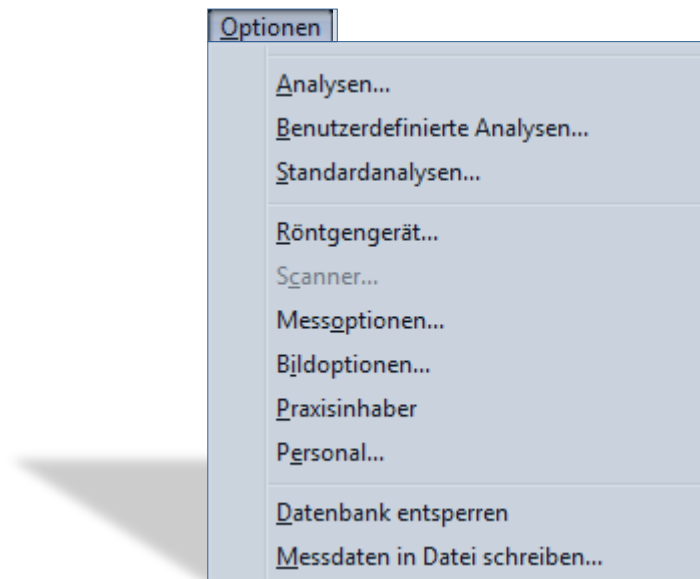 Optionen
Analysen...
Benutzerdefinierte Analysen...
Standardanalysen...
Röntgengerät...
Scanner...
Messoptionen...
Bildoptionen...
Praxisinhaber
Personal...
Datenbank entsperren
Messdaten in Datei schreiben...